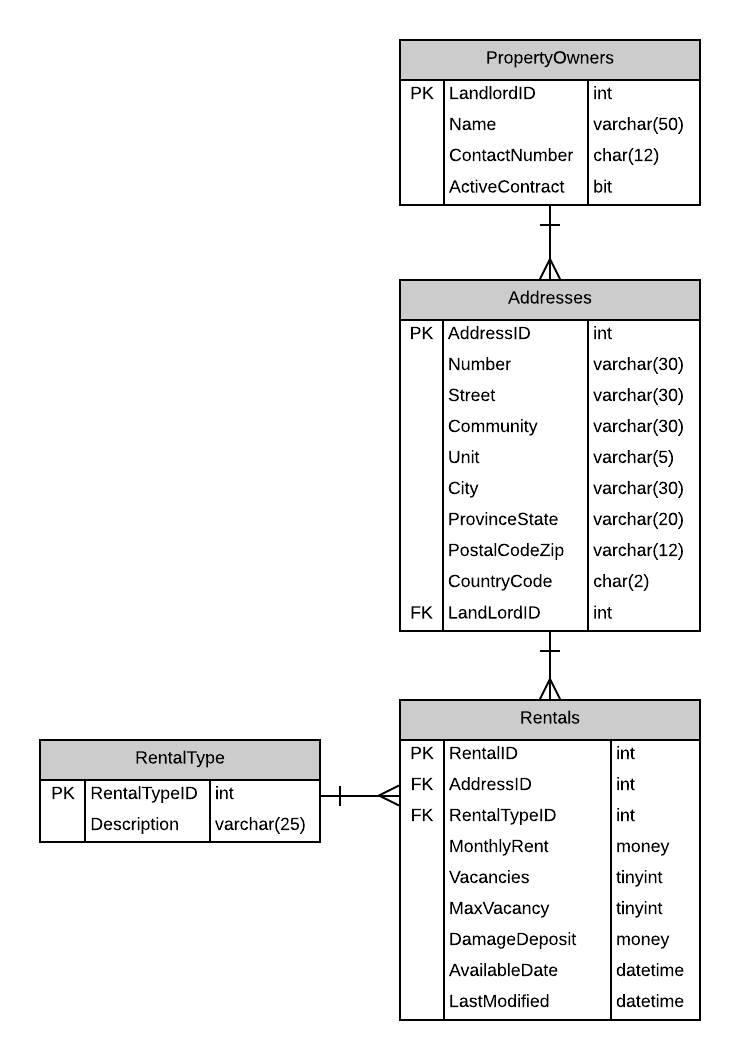 PropertyOwners
PK LandlordID int
Name varchar(50)
ContactNumber char(12)
ActiveContract bit
Addresses
PK AddressID int
Number varchar(30)
Street varchar(30)
Community varchar(30)
Unit varchar(5)
City varchar(30)
ProvinceState varchar(20)
PostalCodeZip varchar(12)
CountryCode char(2)
FK LandLordID int
RentalType
PK RentalTypeID int
Description varchar(25)
Rentals
PK RentalID int
FK AddressID int
FK RentalTypeID int
MonthlyRent money
Vacancies tinyint
MaxVacancy tinyint
DamageDeposit money
AvailableDate datetime
LastModified datetime